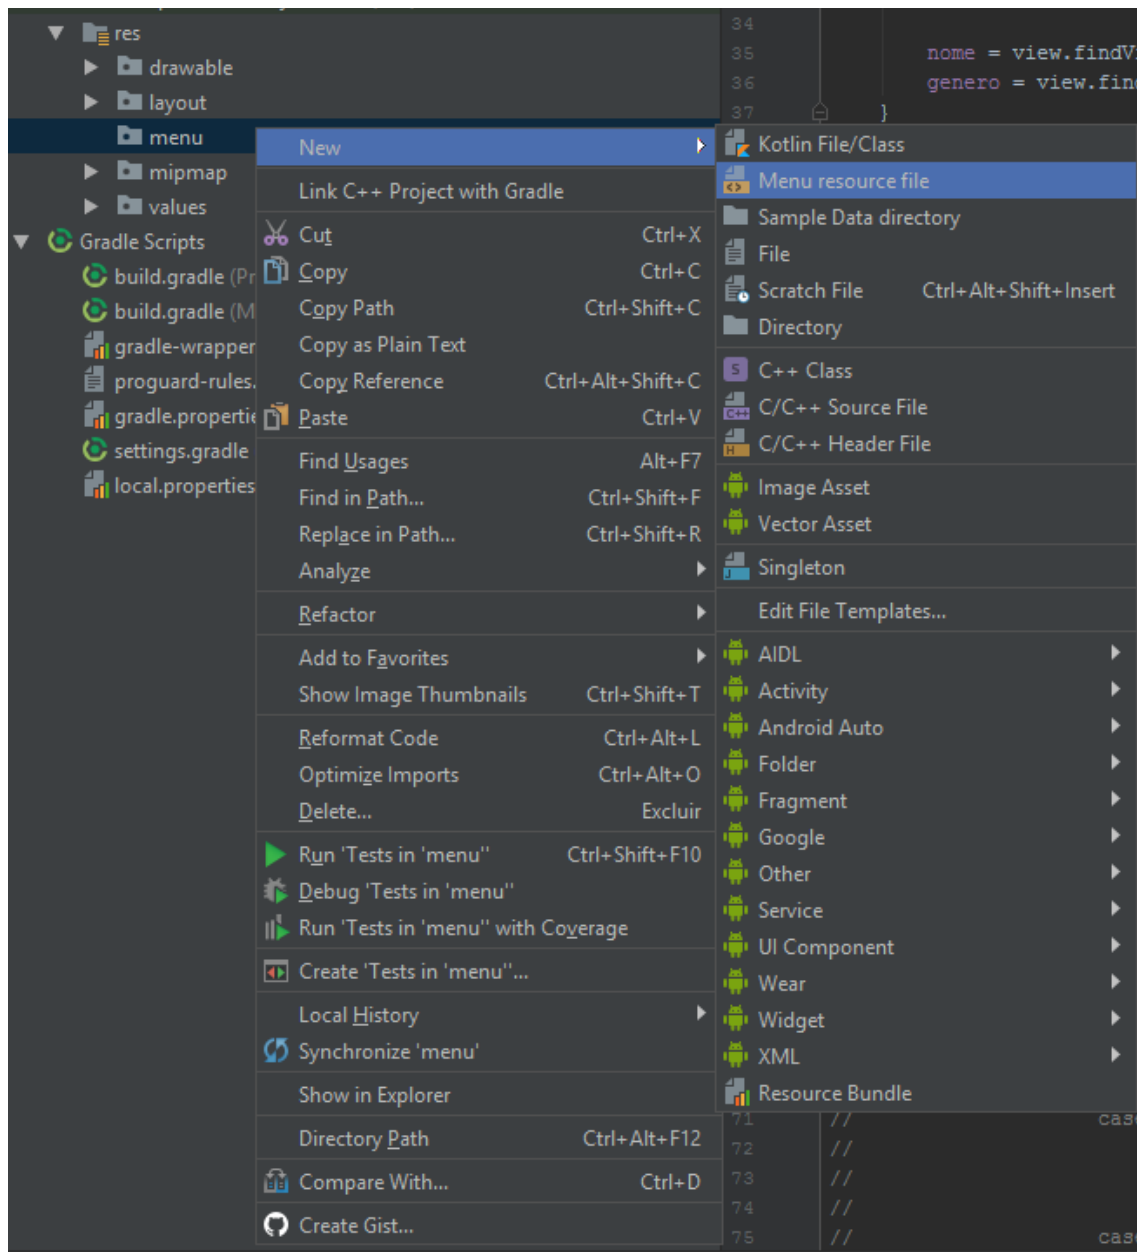 res
drawable
layout
menu
mipmap
values
Gradle Scripts
build.gradle (Pr
build.gradle (M
gradle-wrapper
proguard-rules.
gradle.propertie
settings.gradle
local.properties
New
Link C++ Project with Gradle
Cut Ctrl+X
Copy Ctrl+C
Copy Path Ctrl+Shift+C
Copy as Plain Text
Copy Reference Ctrl+Alt+Shift+C
Paste Ctrl+V
Find Usages Alt+F7
Find in Path... Ctrl+Shift+F
Replace in Path... Ctrl+Shift+R
Analyze
Refactor
Add to Favorites
Show Image Thumbnails Ctrl+Shift+T
Reformat Code Ctrl+Alt+L
Optimize Imports Ctrl+Alt+O
Delete... Excluir
Run 'Tests in 'menu'' Ctrl+Shift+F10
Debug 'Tests in 'menu''
Run 'Tests in 'menu'' with Coverage
Create 'Tests in 'menu''...
Local History
Synchronize 'menu'
Show in Explorer
Directory Path Ctrl+Alt+F12
Compare With... Ctrl+D
Create Gist...
34
35 nome = view.findV
36 genero = view.find
37 }
Kotlin File/Class
Menu resource file
Sample Data directory
File
Scratch File Ctrl+Alt+Shift+Insert
Directory
S C++ Class
C++ C/C++ Source File
H C/C++ Header File
Image Asset
Vector Asset
J Singleton
Edit File Templates...
AIDL
Activity
Android Auto
Folder
Fragment
Google
Other
Service
UI Component
Wear
Widget
XML
Resource Bundle
71 // case
72 //
73 //
74 //
75 // case